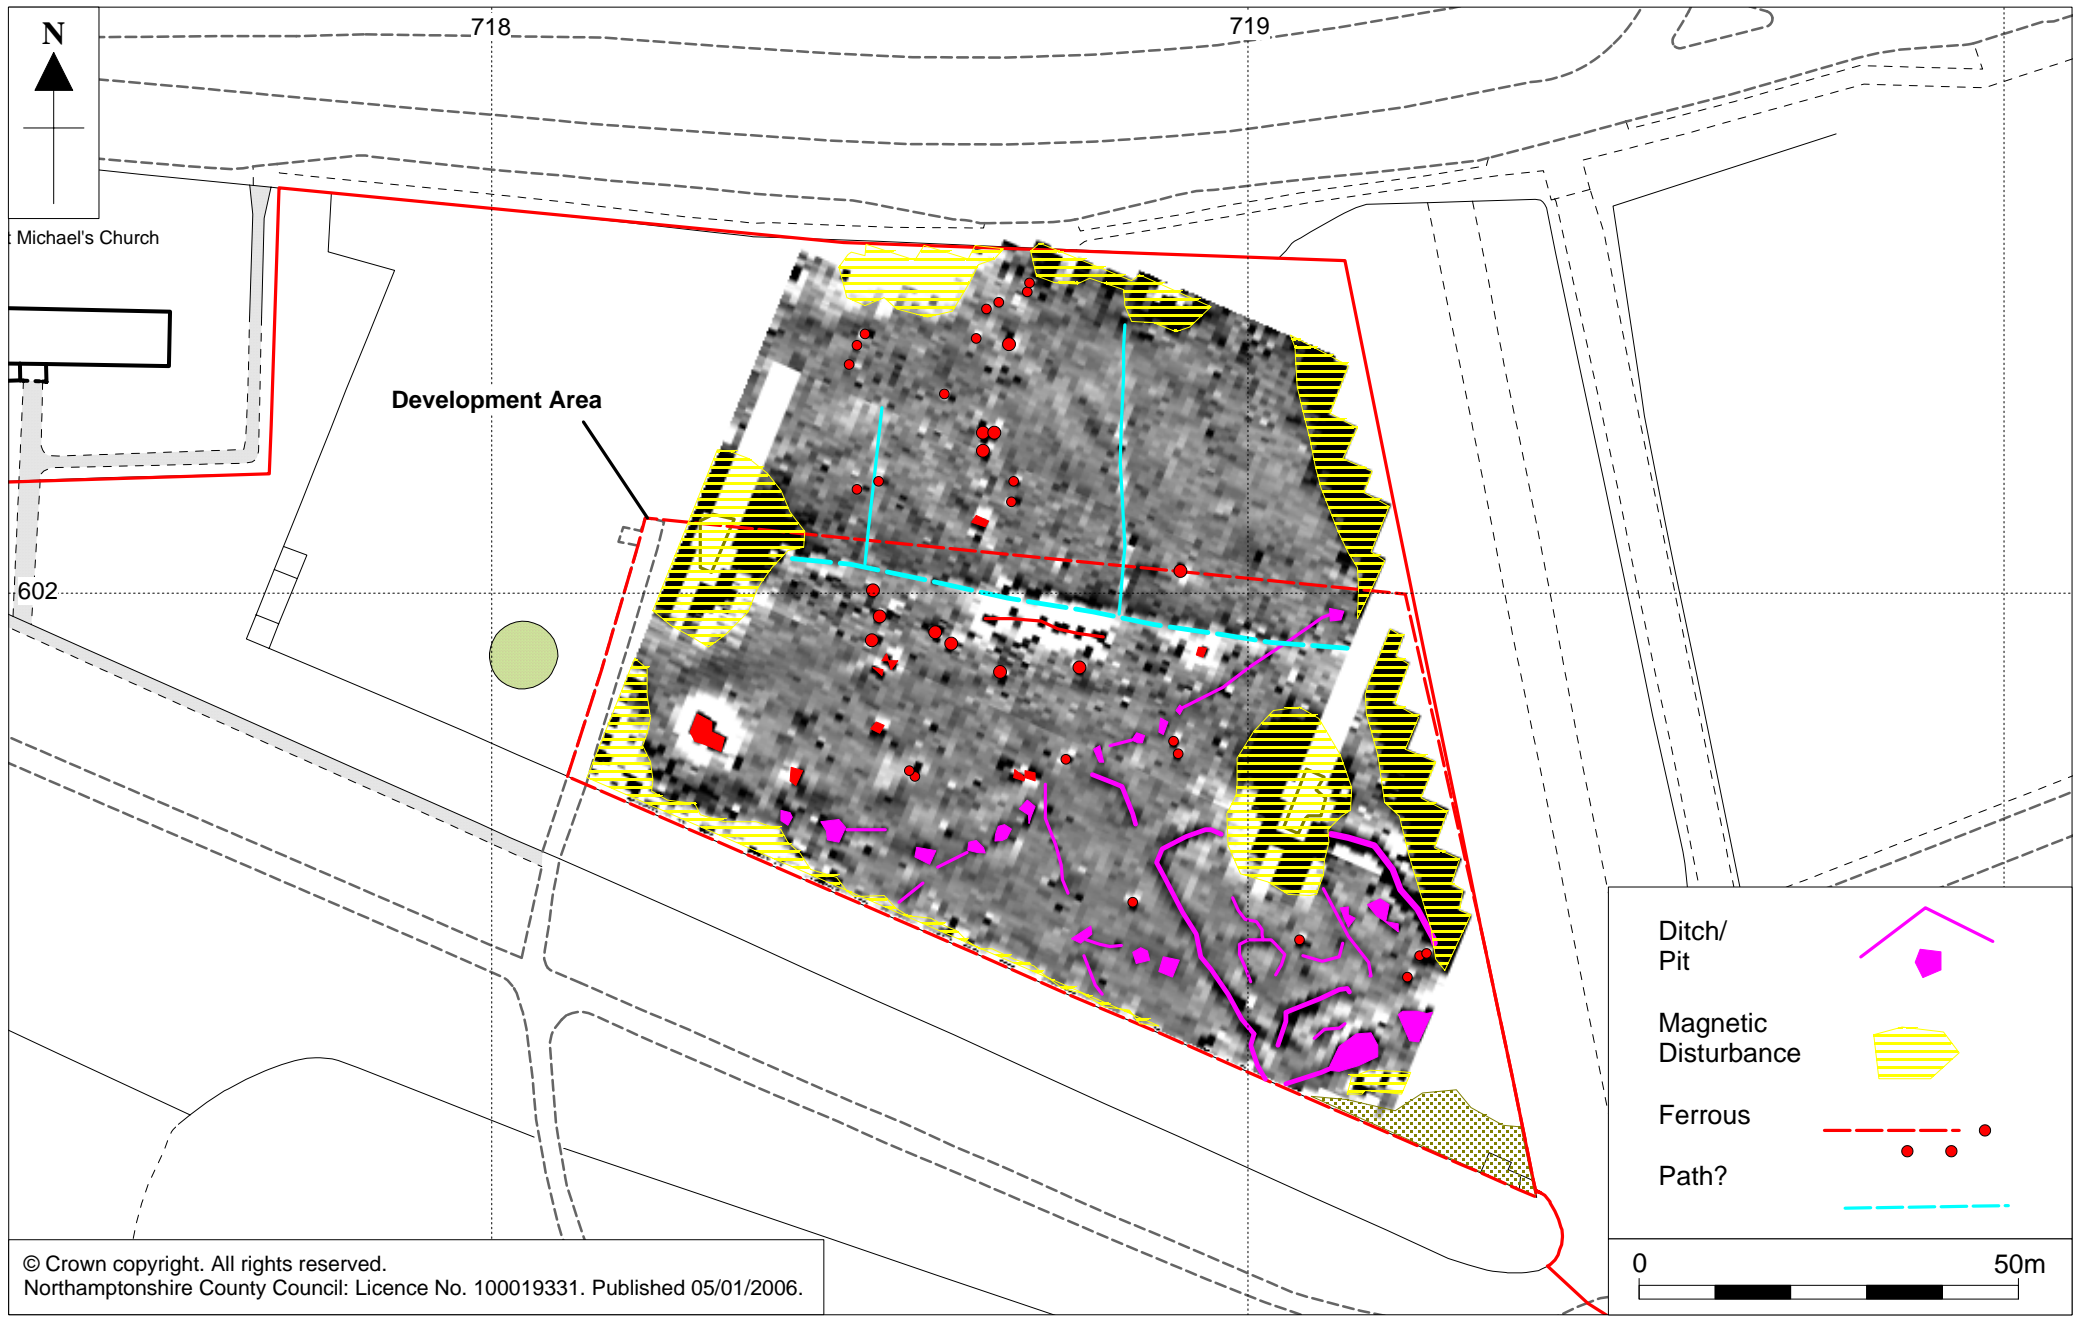 718
719
N
t Michael's Church
Development Area
602
Ditch/
Pit
Magnetic
Disturbance
Ferrous
Path?
0 50m
© Crown copyright. All rights reserved.
Northamptonshire County Council: Licence No. 100019331. Published 05/01/2006.